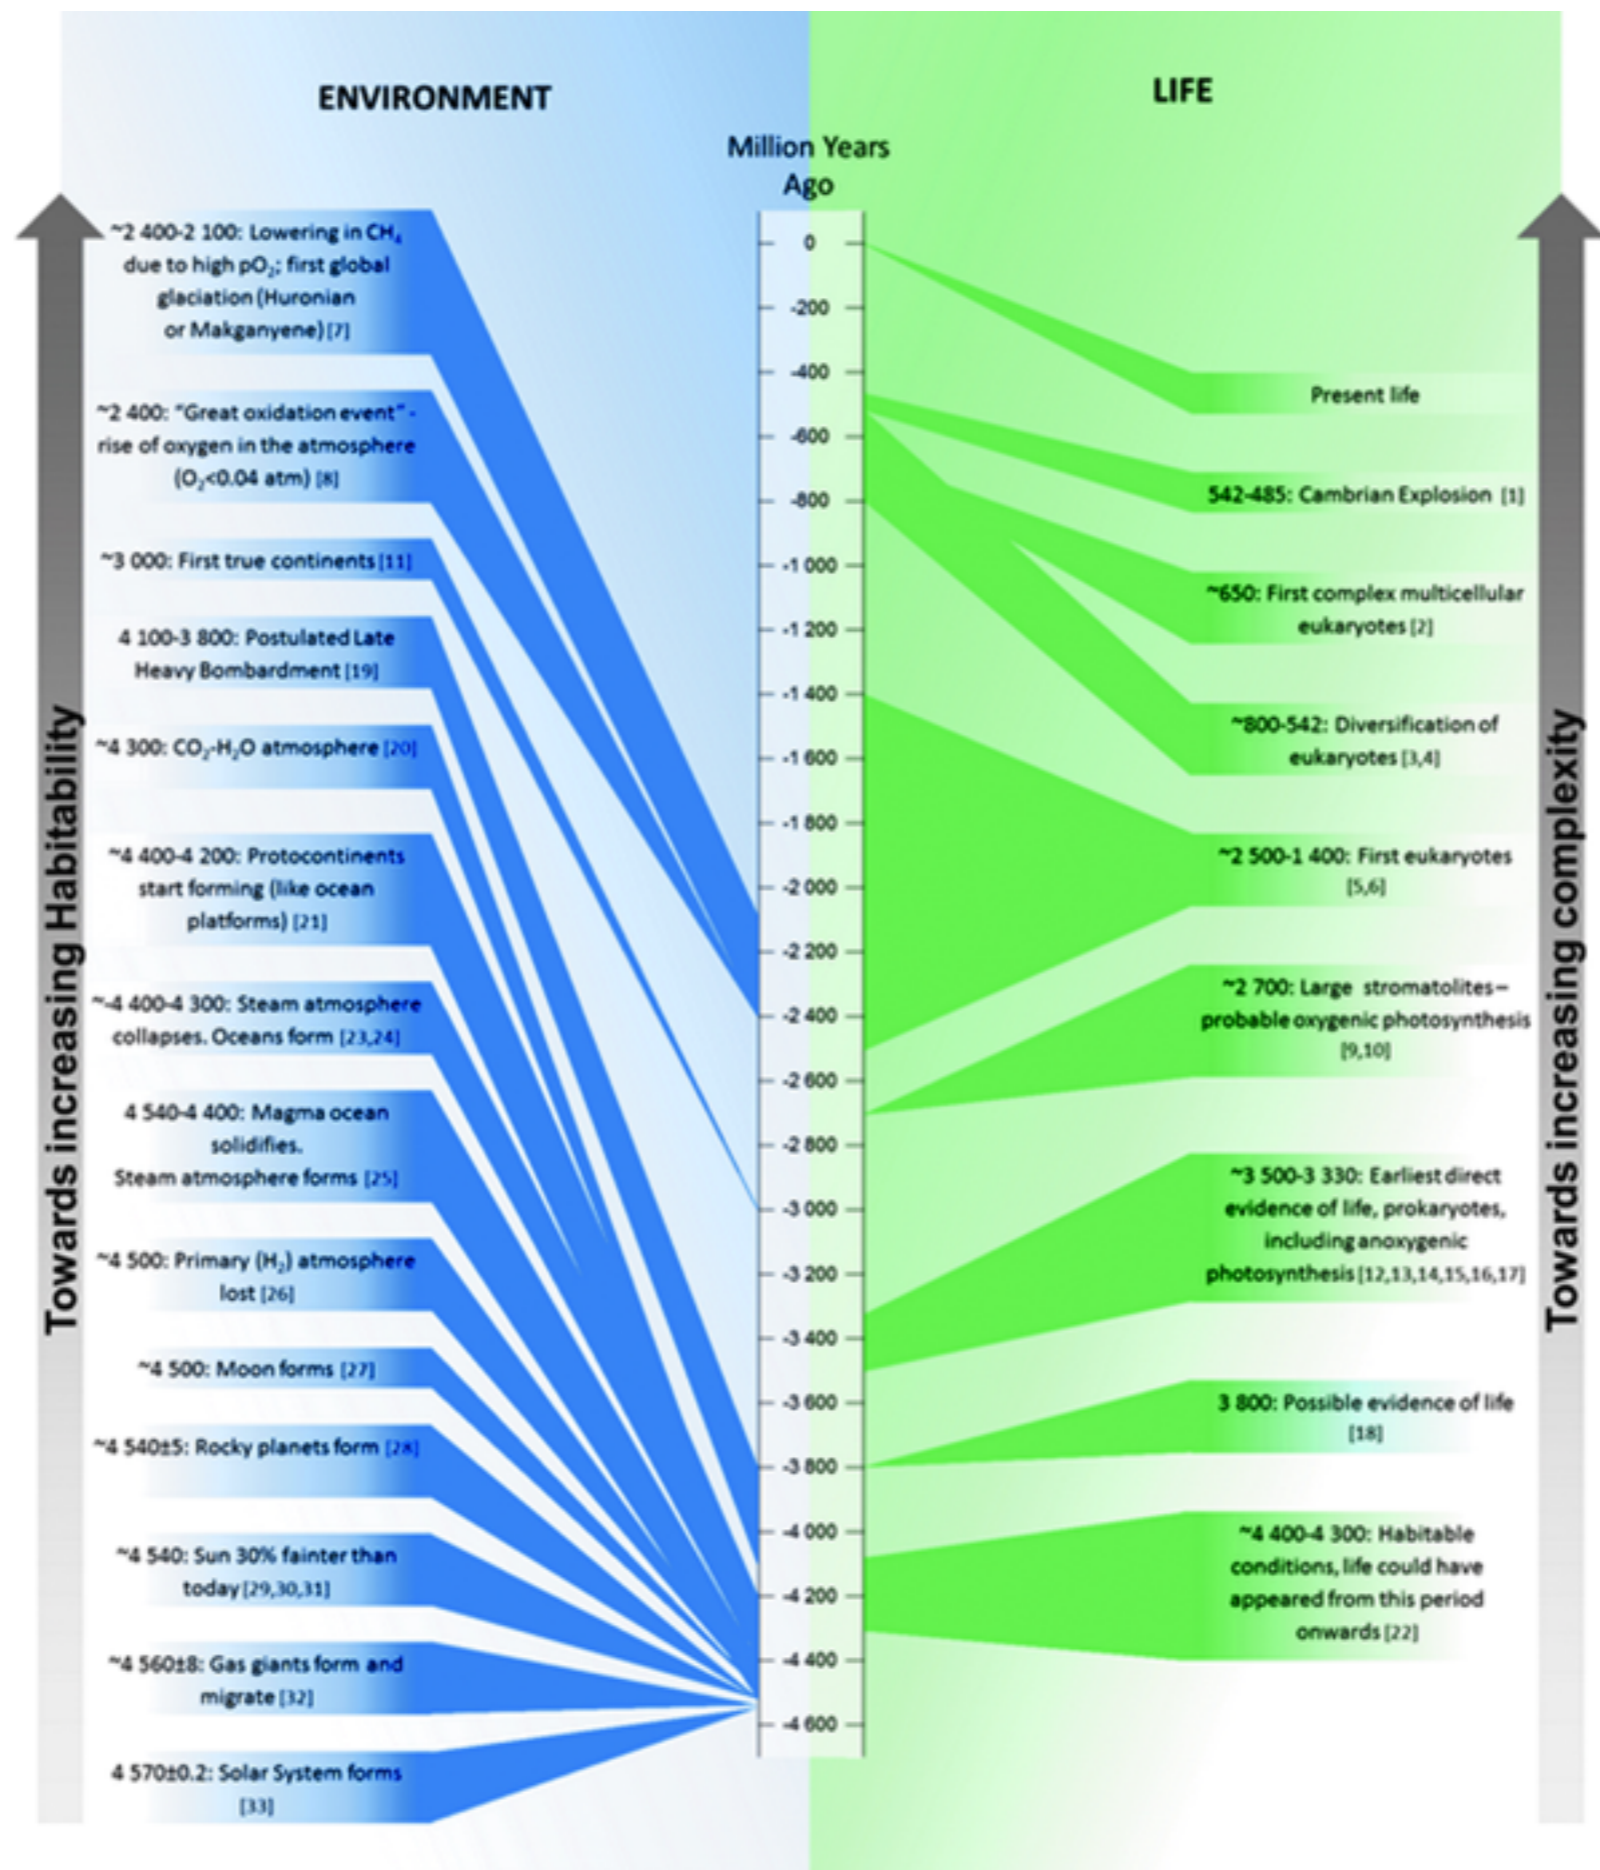 ENVIRONMENT
LIFE
Million Years
Ago
~2 400-2 100: Lowering in CH₄
due to high pO₂; first global
glaciation (Huronian
or Makganyene) [7]
~2 400: “Great oxidation event” -
rise of oxygen in the atmosphere
(O₂<0.04 atm) [8]
~3 000: First true continents [11]
4 100-3 800: Postulated Late
Heavy Bombardment [19]
~4 300: CO₂-H₂O atmosphere [20]
~4 400-4 200: Protocontinents
start forming (like ocean
platforms) [21]
~-4 400-4 300: Steam atmosphere
collapses. Oceans form [23,24]
4 540-4 400: Magma ocean
solidifies.
Steam atmosphere forms [25]
~4 500: Primary (H₂) atmosphere
lost [26]
~4 500: Moon forms [27]
~4 540±5: Rocky planets form [28]
~4 540: Sun 30% fainter than
today [29,30,31]
~4 560±8: Gas giants form and
migrate [32]
4 570±0.2: Solar System forms
[33]
0
-200
-400
-600
-800
-1 000
-1 200
-1 400
-1 600
-1 800
-2 000
-2 200
-2 400
-2 600
-2 800
-3 000
-3 200
-3 400
-3 600
-3 800
-4 000
-4 200
-4 400
-4 600
Present life
542-485: Cambrian Explosion [1]
~650: First complex multicellular
eukaryotes [2]
~800-542: Diversification of
eukaryotes [3,4]
~2 500-1 400: First eukaryotes
[5,6]
~2 700: Large stromatolites–
probable oxygenic photosynthesis
[9,10]
~3 500-3 330: Earliest direct
evidence of life, prokaryotes,
including anoxygenic
photosynthesis [12,13,14,15,16,17]
3 800: Possible evidence of life
[18]
~4 400-4 300: Habitable
conditions, life could have
appeared from this period
onwards [22]
Towards increasing Habitability
Towards increasing complexity